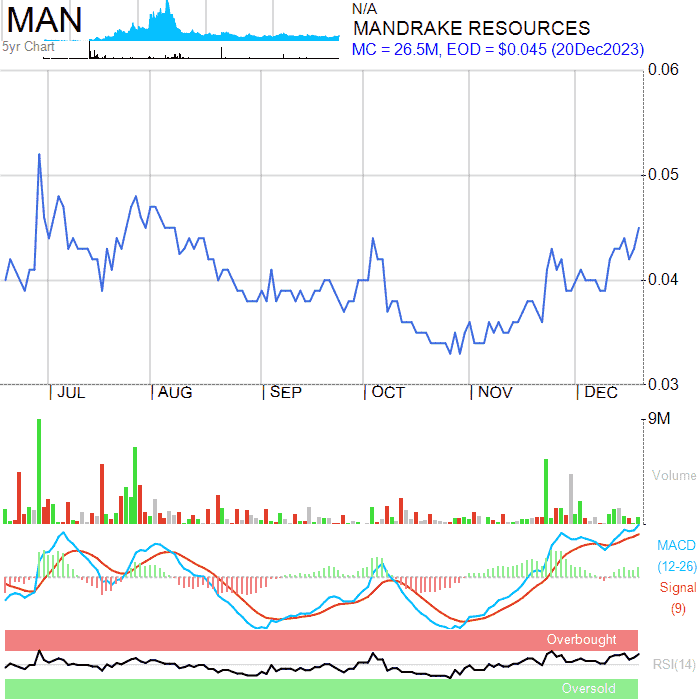 MAN
5yr Chart
N/A
MANDRAKE RESOURCES
MC = 26.5M, EOD = $0.045 (20Dec2023)
0.06
0.05
0.04
0.03
JUL AUG SEP OCT NOV DEC
9M
Volume
MACD
(12-26)
Signal
(9)
Overbought
RSI(14)
Oversold